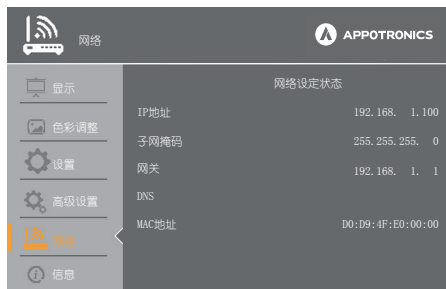 网络
APPOTRONICS
显示
色彩调整
设置
高级设置
网络
信息
网络设定状态
IP地址 192.168. 1.100
子网掩码 255.255.255. 0
网关 192.168. 1. 1
DNS
MAC地址 D0:D9:4F:E0:00:00